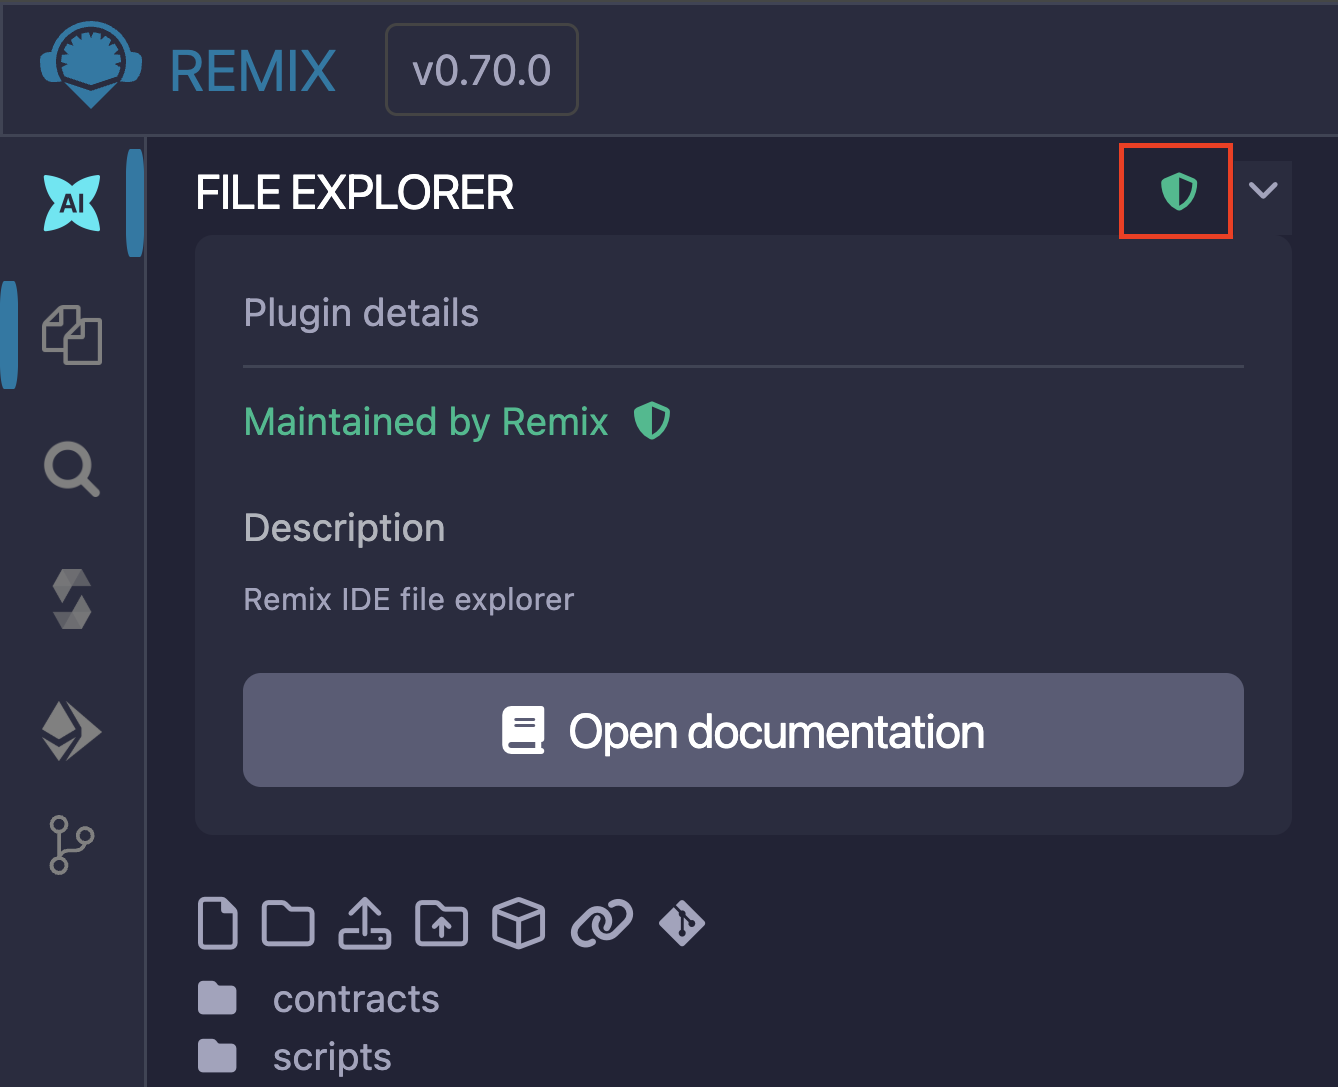 REMIX v0.70.0
AI
FILE EXPLORER
Plugin details
Maintained by Remix
Description
Remix IDE file explorer
Open documentation
contracts
scripts